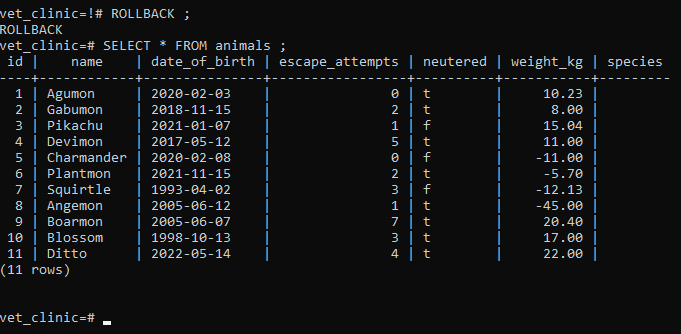 vet_clinic=!# ROLLBACK ;
ROLLBACK
vet_clinic=# SELECT * FROM animals ;
 id |    name    | date_of_birth | escape_attempts | neutered | weight_kg | species
----+------------+---------------+-----------------+----------+-----------+---------
  1 | Agumon     | 2020-02-03    |               0 | t        |     10.23 |
  2 | Gabumon    | 2018-11-15    |               2 | t        |      8.00 |
  3 | Pikachu    | 2021-01-07    |               1 | f        |     15.04 |
  4 | Devimon    | 2017-05-12    |               5 | t        |     11.00 |
  5 | Charmander | 2020-02-08    |               0 | f        |    -11.00 |
  6 | Plantmon   | 2021-11-15    |               2 | t        |     -5.70 |
  7 | Squirtle   | 1993-04-02    |               3 | f        |    -12.13 |
  8 | Angemon    | 2005-06-12    |               1 | t        |    -45.00 |
  9 | Boarmon    | 2005-06-07    |               7 | t        |     20.40 |
 10 | Blossom    | 1998-10-13    |               3 | t        |     17.00 |
 11 | Ditto      | 2022-05-14    |               4 | t        |     22.00 |
(11 rows)
vet_clinic=#